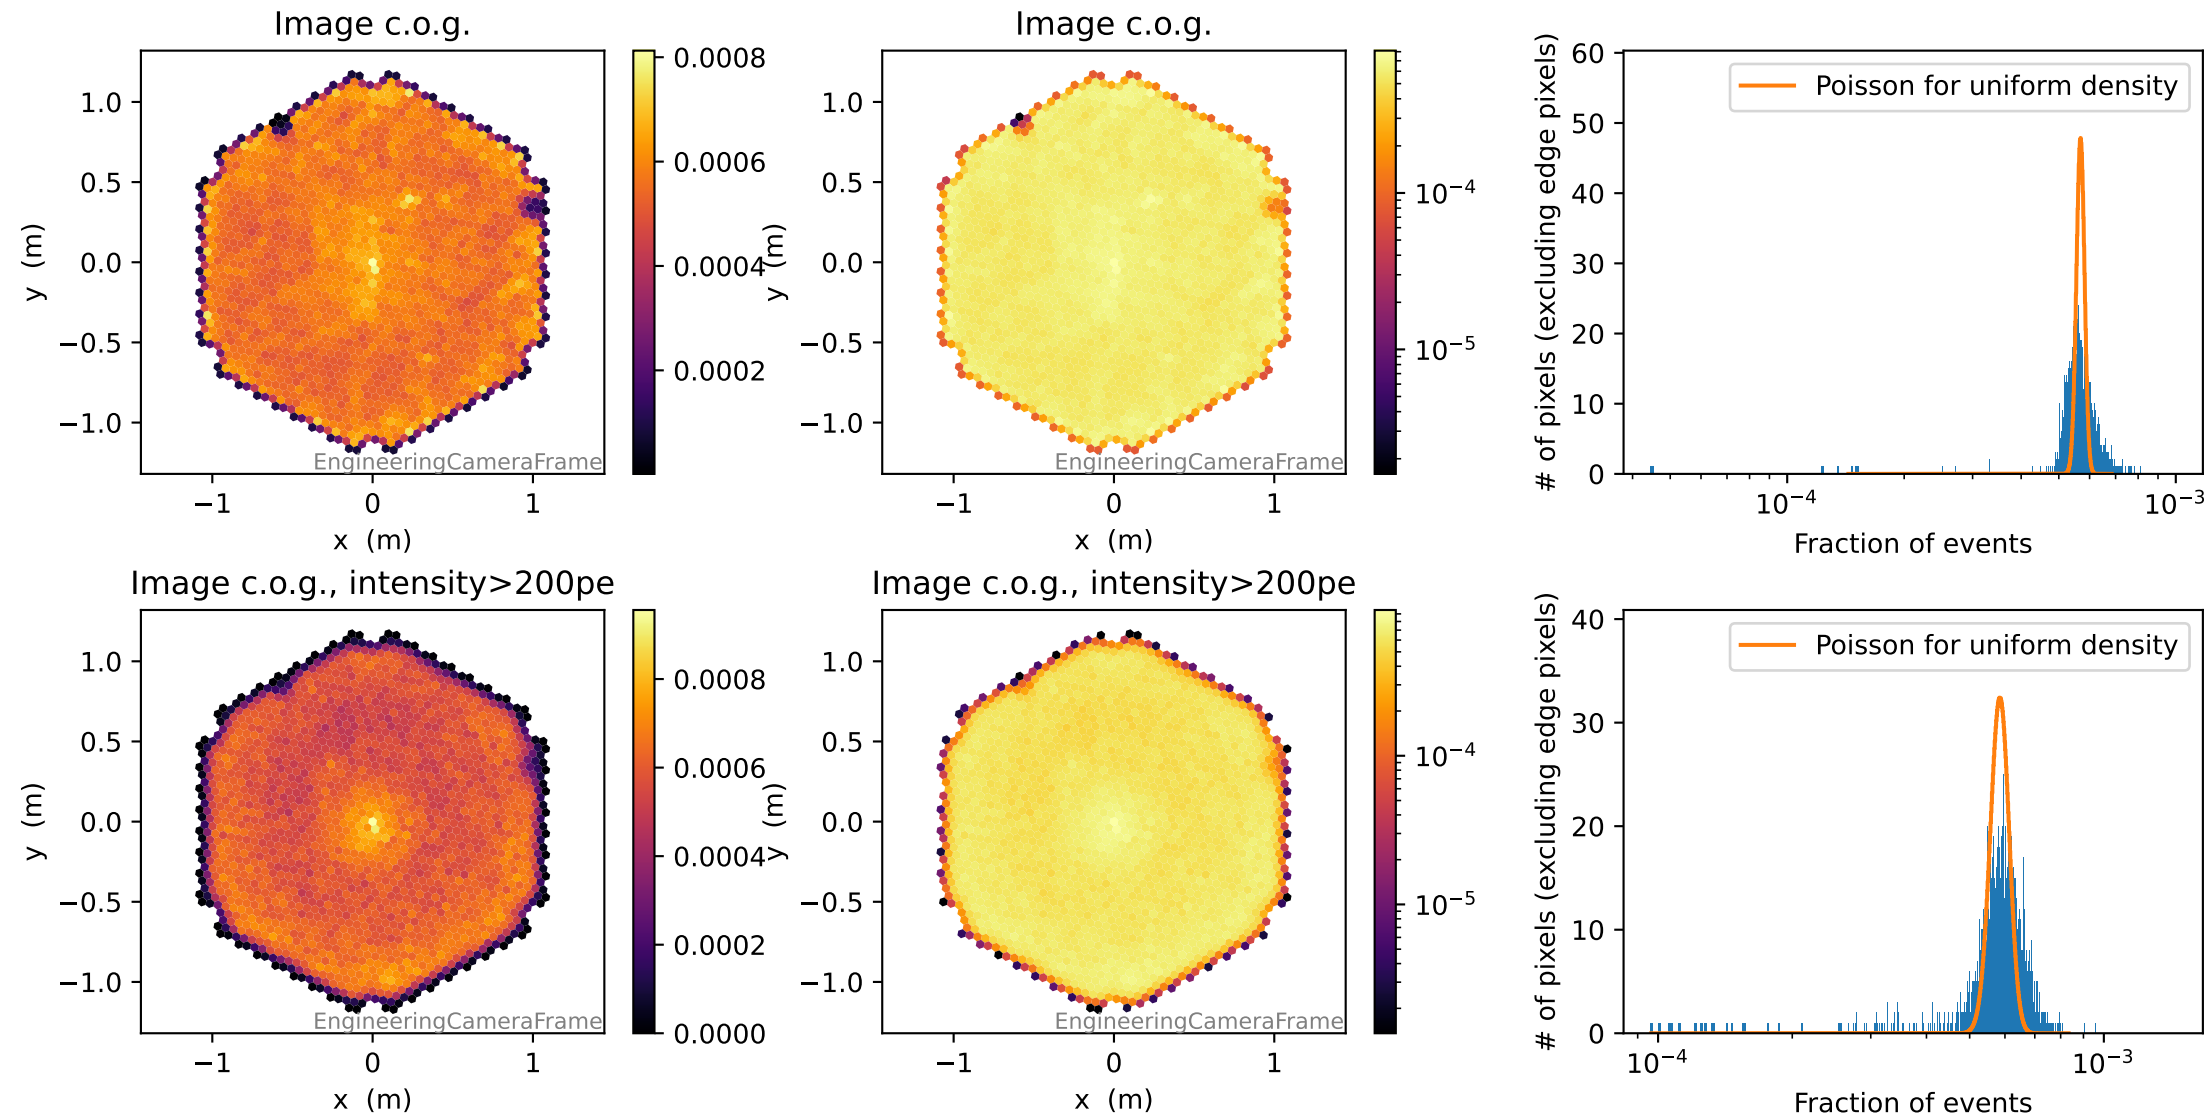 Image c.o.g.
1.0
0.5
0.0
−0.5
−1.0
y (m)
−1
0
1
x (m)
EngineeringCameraFrame
0.0008
0.0006
0.0004
0.0002
Image c.o.g.
1.0
0.5
0.0
−0.5
−1.0
y (m)
−1
0
1
x (m)
EngineeringCameraFrame
10⁻⁴
10⁻⁵
Poisson for uniform density
60
50
40
30
20
10
0
# of pixels (excluding edge pixels)
10⁻⁴
10⁻³
Fraction of events
Image c.o.g., intensity>200pe
1.0
0.5
0.0
−0.5
−1.0
y (m)
−1
0
1
x (m)
EngineeringCameraFrame
0.0008
0.0006
0.0004
0.0002
0.0000
Image c.o.g., intensity>200pe
1.0
0.5
0.0
−0.5
−1.0
y (m)
−1
0
1
x (m)
EngineeringCameraFrame
10⁻⁴
10⁻⁵
Poisson for uniform density
40
30
20
10
0
# of pixels (excluding edge pixels)
10⁻⁴
10⁻³
Fraction of events